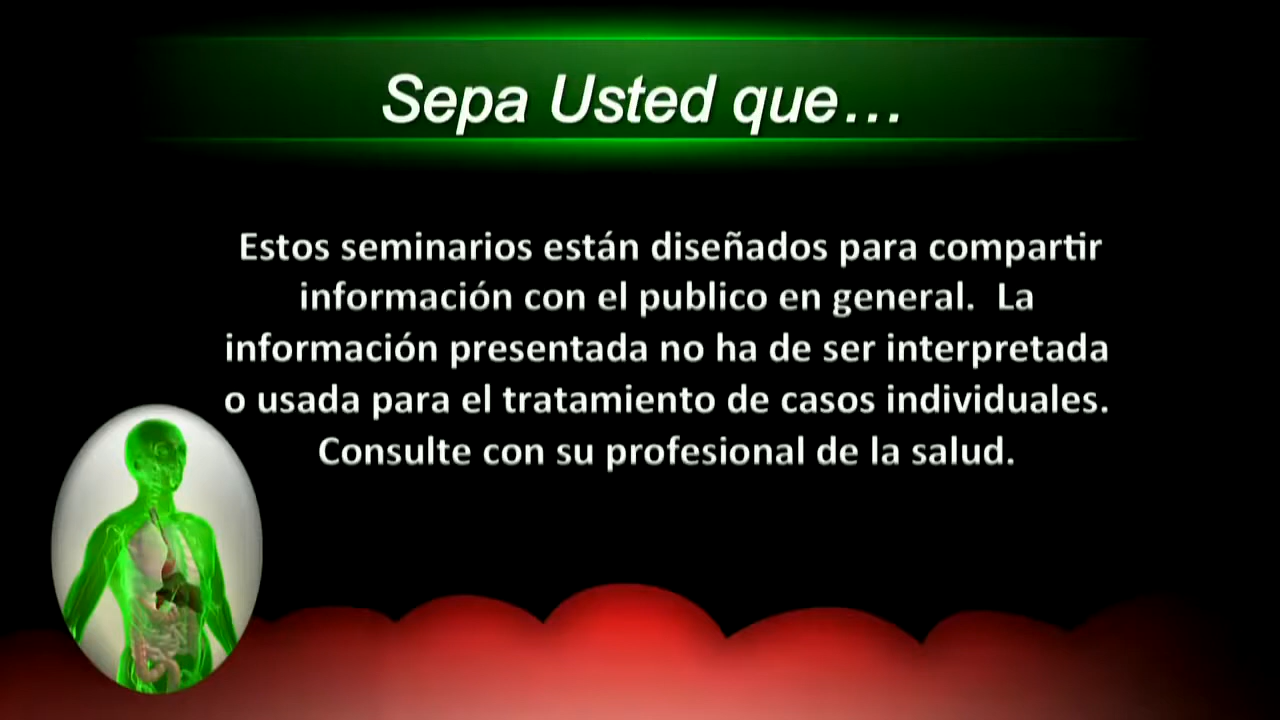 Sepa Usted que...
Estos seminarios están diseñados para compartir
información con el publico en general.  La
información presentada no ha de ser interpretada
o usada para el tratamiento de casos individuales.
Consulte con su profesional de la salud.